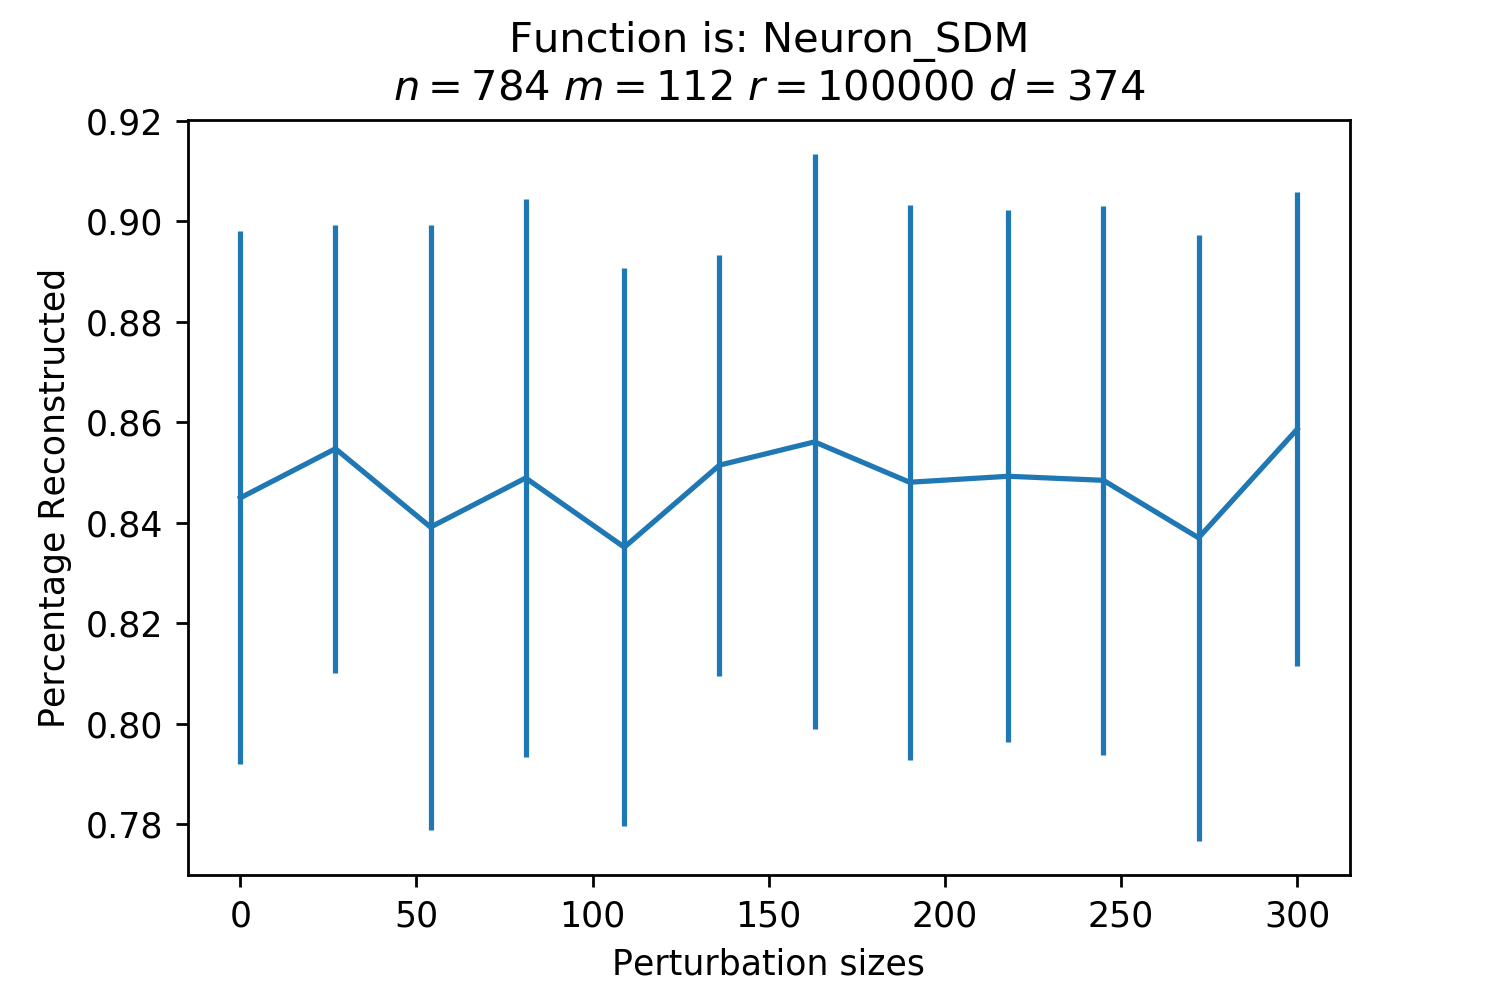 Function is: Neuron_SDM
n = 784 m = 112 r = 100000 d = 374
Percentage Reconstructed
0.92
0.90
0.88
0.86
0.84
0.82
0.80
0.78
0 50 100 150 200 250 300
Perturbation sizes